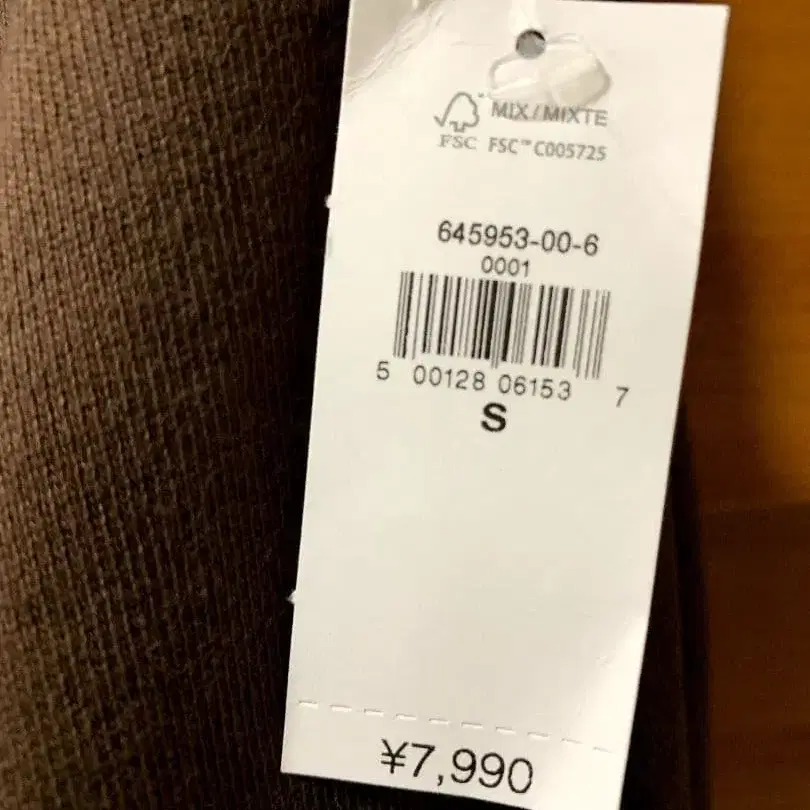 MIX/MIXTE
FSC FSC™ C005725
645953-00-6
0001
5 00128 06153 7
S
¥7,990